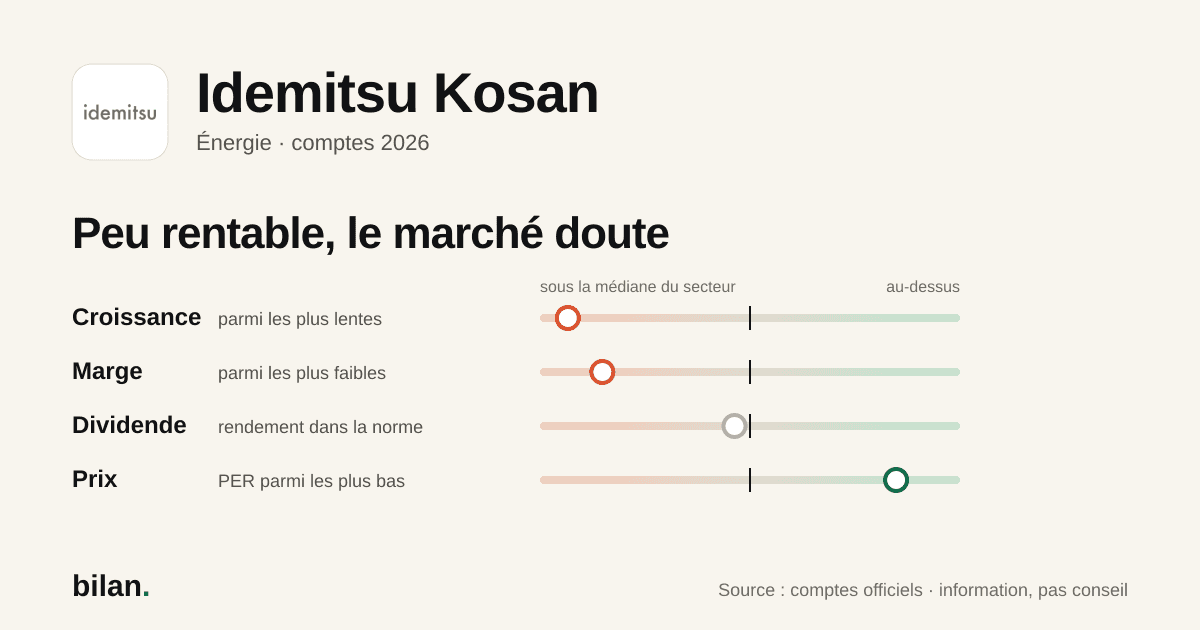 idemitsu
Idemitsu Kosan
Énergie · comptes 2026
Peu rentable, le marché doute
sous la médiane du secteur au-dessus
Croissance parmi les plus lentes
Marge parmi les plus faibles
Dividende rendement dans la norme
Prix PER parmi les plus bas
bilan.
Source : comptes officiels · information, pas conseil